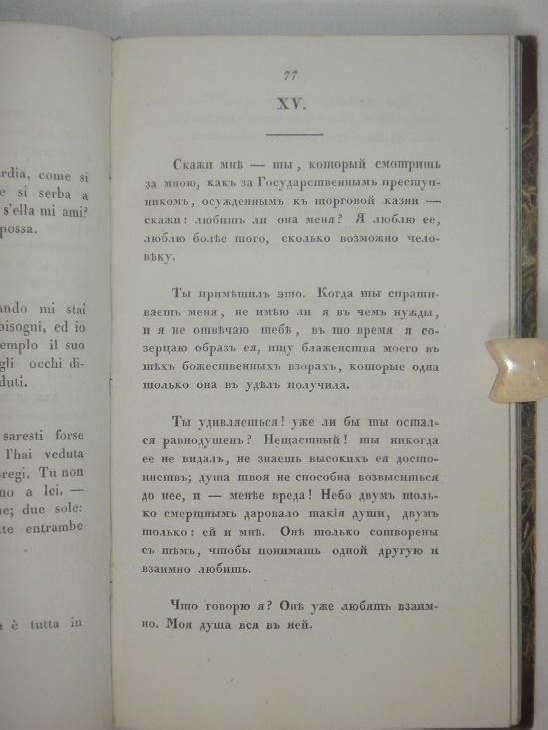 rdia, come si
e si serba a
s'ella mi ami?
possa.
ando mi stai
bisogni, ed io
templo il suo
gli occhi di-
duti.
saresti forse
l'hai veduta
regi. Tu non
no a lei. —
ne; due sole:
te entrambe
è tutta in
77
XV.
Скажи мнѣ — ты, который смотришь
за мною, какъ за Государственнымъ преступ-
никомъ, осужденнымъ къ торговой казни —
скажи: любитъ ли она меня? Я люблю ее,
люблю болѣе того, сколько возможно чело-
вѣку.
Ты примѣтилъ это. Когда ты спраши-
ваешь меня, не имѣю ли я въ чемъ нужды,
и я не отвѣчаю тебѣ, въ то время я со-
зерцаю образъ ея, ищу блаженства моего въ
тѣхъ божественныхъ взорахъ, которые одна
только она въ удѣлъ получила.
Ты удивляешься! уже ли бы ты остал-
ся равнодушенъ? Нещастный! ты никогда
ее не видалъ, не знаешь высокихъ ея досто-
инствъ; душа твоя не способна возвыситься
до нее, и — менѣе вреда! Небо двумъ толь-
ко смертнымъ даровало такія души, двумъ
только: ей и мнѣ. Онѣ только сотворены
съ тѣмъ, чтобы понимать одной другую и
взаимно любить.
Что говорю я? Онѣ уже любятъ взаим-
но. Моя душа вся въ ней.